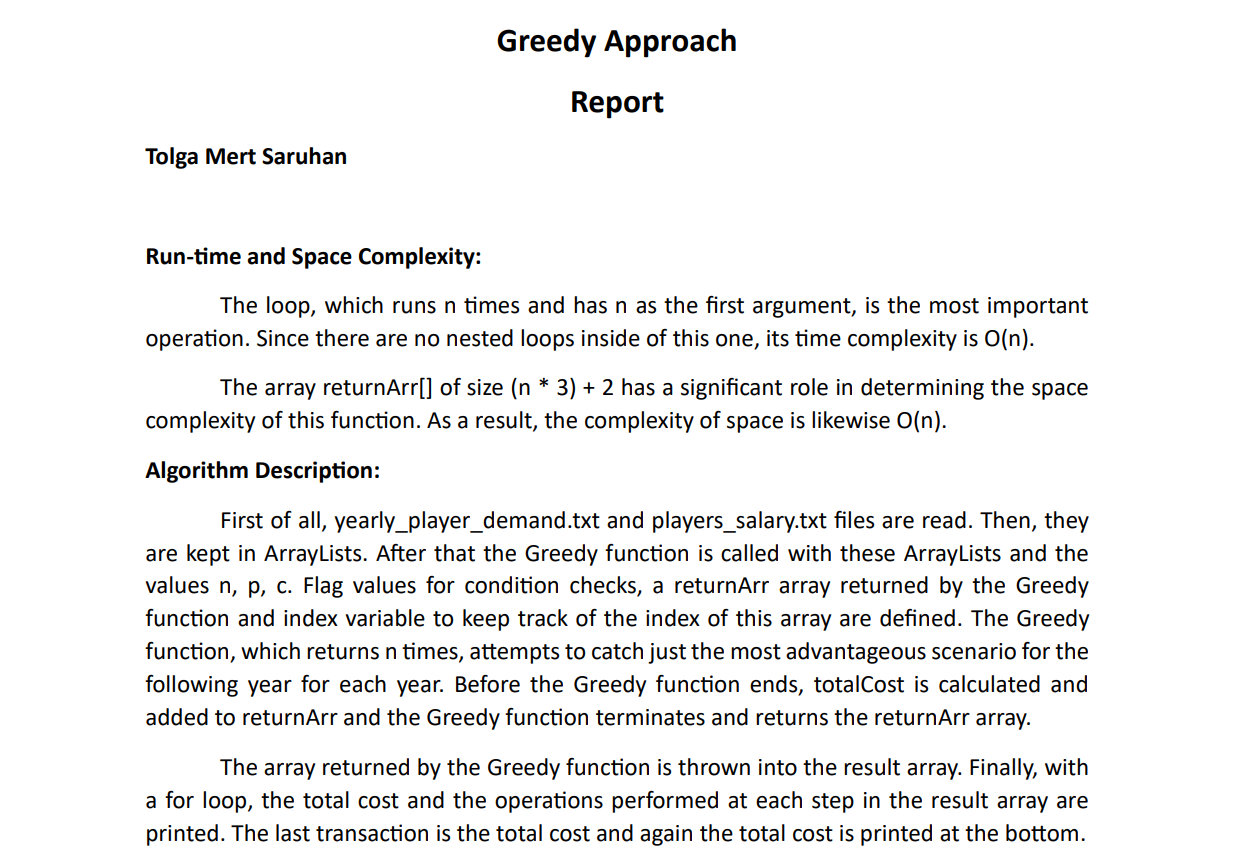 Greedy Approach
Report
Tolga Mert Saruhan
Run-time and Space Complexity:
The loop, which runs n times and has n as the first argument, is the most important
operation. Since there are no nested loops inside of this one, its time complexity is O(n).
The array returnArr[] of size (n * 3) + 2 has a significant role in determining the space
complexity of this function. As a result, the complexity of space is likewise O(n).
Algorithm Description:
First of all, yearly_player_demand.txt and players_salary.txt files are read. Then, they
are kept in ArrayLists. After that the Greedy function is called with these ArrayLists and the
values n, p, c. Flag values for condition checks, a returnArr array returned by the Greedy
function and index variable to keep track of the index of this array are defined. The Greedy
function, which returns n times, attempts to catch just the most advantageous scenario for the
following year for each year. Before the Greedy function ends, totalCost is calculated and
added to returnArr and the Greedy function terminates and returns the returnArr array.
The array returned by the Greedy function is thrown into the result array. Finally, with
a for loop, the total cost and the operations performed at each step in the result array are
printed. The last transaction is the total cost and again the total cost is printed at the bottom.